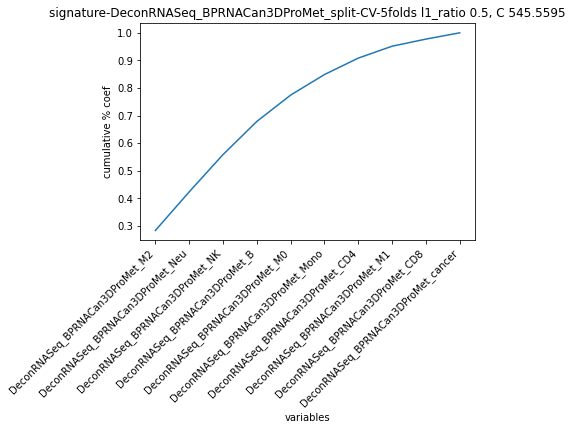 signature-DeconRNASeq_BPRNACan3DProMet_split-CV-5folds l1_ratio 0.5, C 545.5595
1.0
0.9
0.8
0.7
0.6
0.5
0.4
0.3
cumulative % coef
DeconRNASeq_BPRNACan3DProMet_M2
DeconRNASeq_BPRNACan3DProMet_Neu
DeconRNASeq_BPRNACan3DProMet_NK
DeconRNASeq_BPRNACan3DProMet_B
DeconRNASeq_BPRNACan3DProMet_M0
DeconRNASeq_BPRNACan3DProMet_Mono
DeconRNASeq_BPRNACan3DProMet_CD4
DeconRNASeq_BPRNACan3DProMet_M1
DeconRNASeq_BPRNACan3DProMet_CD8
DeconRNASeq_BPRNACan3DProMet_cancer
variables